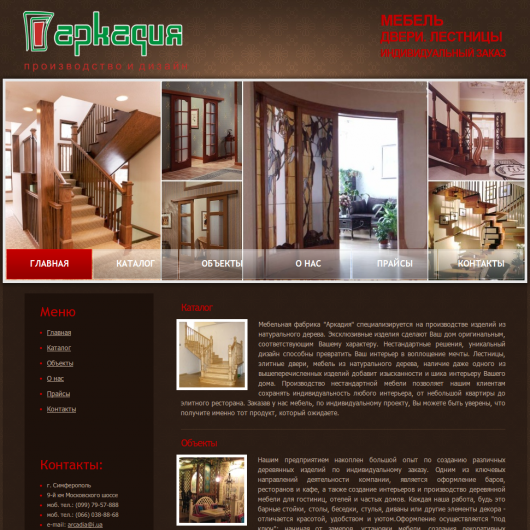 аркадия
производство и дизайн
МЕБЕЛЬ
ДВЕРИ, ЛЕСТНИЦЫ
ИНДИВИДУАЛЬНЫЙ ЗАКАЗ
ГЛАВНАЯ КАТАЛОГ ОБЪЕКТЫ О НАС ПРАЙСЫ КОНТАКТЫ
Меню
Главная
Каталог
Объекты
О нас
Прайсы
Контакты
Контакты:
г. Симферополь
9-й км Московского шоссе
моб. тел.: (099) 79-57-888
моб. тел.: (066) 038-88-68
e-mail: arcadia@i.ua
Каталог
Мебельная фабрика "Аркадия" специализируется на производстве изделий из
натурального дерева. Эксклюзивные изделия сделают Ваш дом оригинальным,
соответствующим Вашему характеру. Нестандартные решения, уникальный
дизайн способны превратить Ваш интерьер в воплощение мечты. Лестницы,
элитные двери, мебель из натурального дерева, наличие даже одного из
вышеперечисленных изделий добавит изысканности и шика интерьеру Вашего
дома. Производство нестандартной мебели позволяет нашим клиентам
сохранять индивидуальность любого интерьера, от небольшой квартиры до
элитного ресторана. Заказав у нас мебель, по индивидуальному проекту, Вы можете быть уверены, что
получите именно тот продукт, который ожидаете.
Объекты
Нашим предприятием накоплен большой опыт по созданию различных
деревянных изделий по индивидуальному заказу. Одним из ключевых
направлений деятельности компании, является оформление баров,
ресторанов и кафе, а также создание интерьеров и производство деревянной
мебели для гостиниц, отелей и частых домов. Каждая наша работа, будь это
барные стойки, столы, беседки, стулья, диваны или другие элементы декора -
отличается красотой, удобством и уютом.Оформление осуществляется "под
ключ": начиная от замеров, установки мебели, создания декоративных